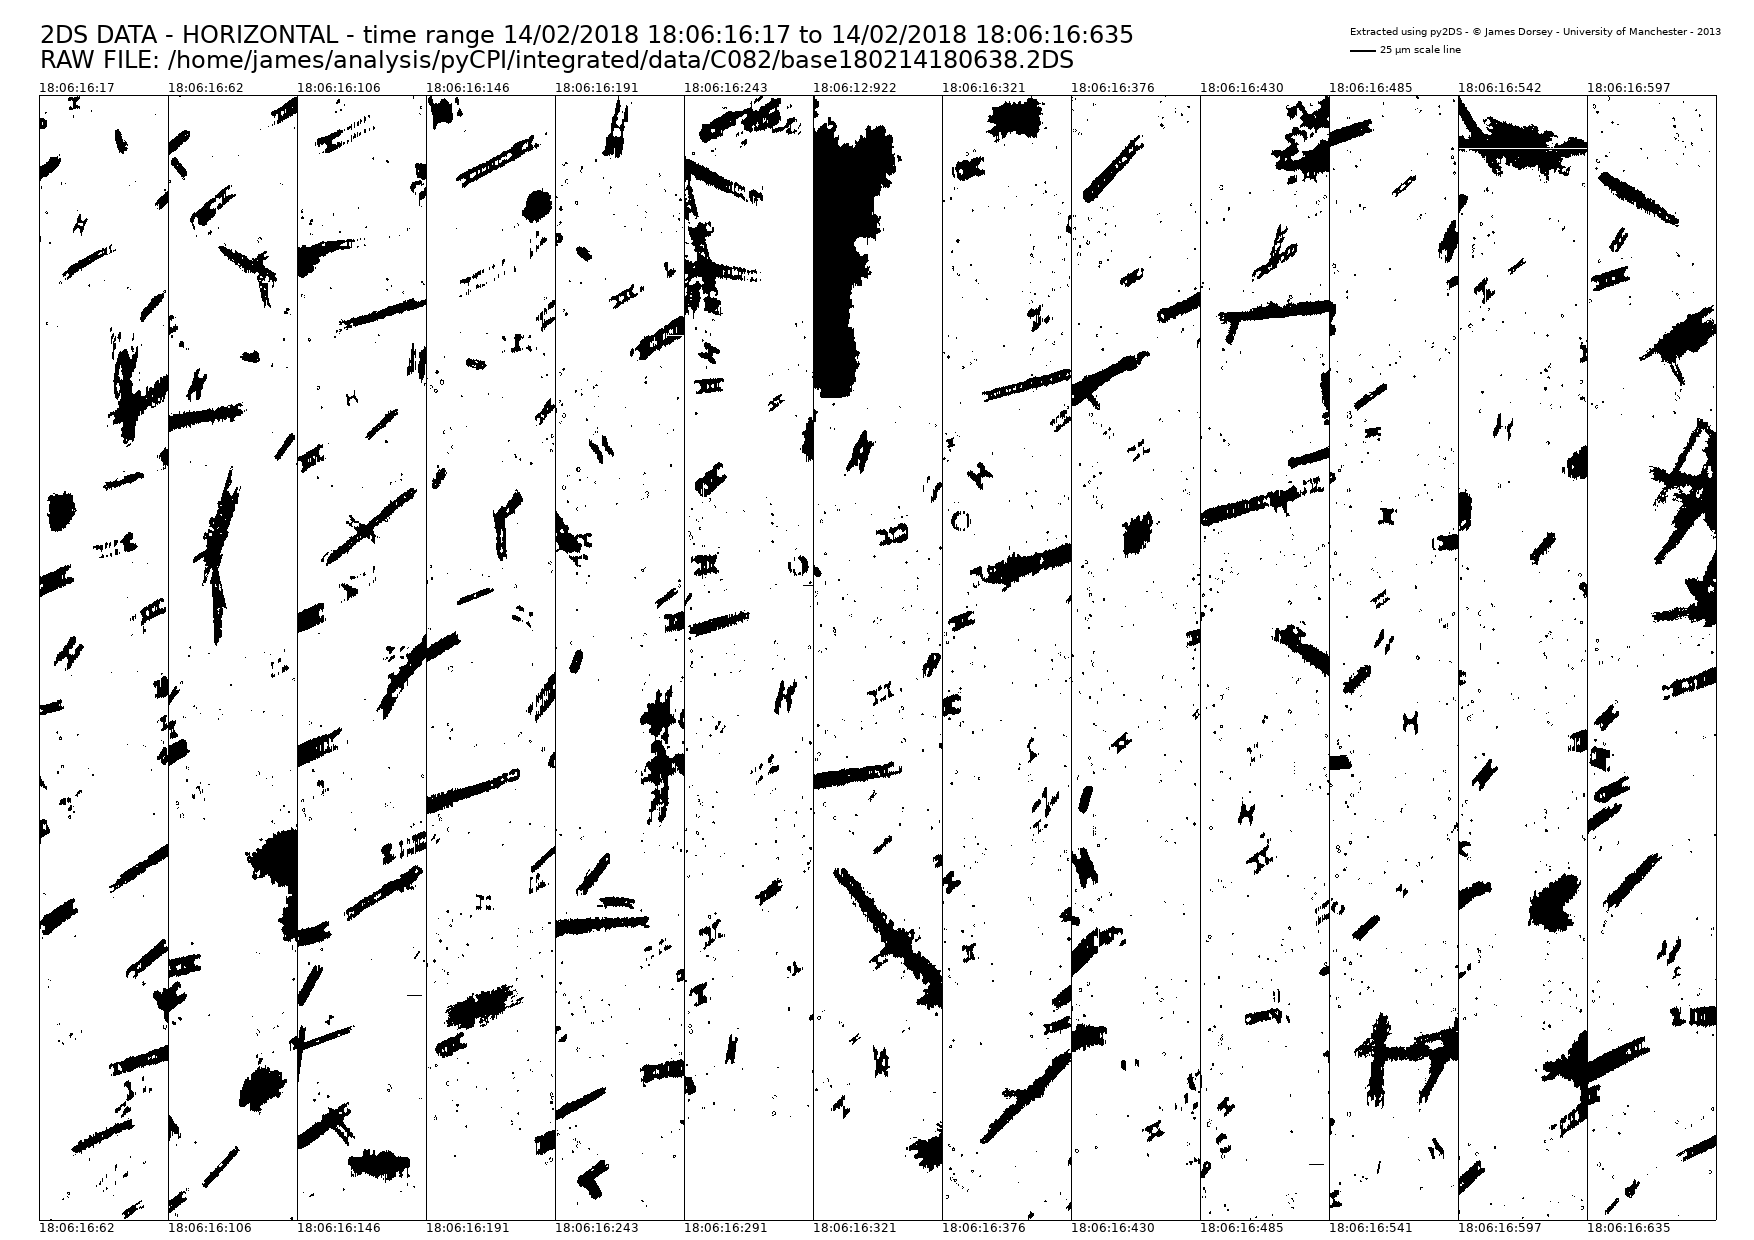 2DS DATA - HORIZONTAL - time range 14/02/2018 18:06:16:17 to 14/02/2018 18:06:16:635
RAW FILE: /home/james/analysis/pyCPI/integrated/data/C082/base180214180638.2DS
Extracted using py2DS - © James Dorsey - University of Manchester - 2013
25 µm scale line
18:06:16:17 18:06:16:62 18:06:16:106 18:06:16:146 18:06:16:191 18:06:16:243 18:06:12:922 18:06:16:321 18:06:16:376 18:06:16:430 18:06:16:485 18:06:16:542 18:06:16:597
18:06:16:62 18:06:16:106 18:06:16:146 18:06:16:191 18:06:16:243 18:06:16:291 18:06:16:321 18:06:16:376 18:06:16:430 18:06:16:485 18:06:16:541 18:06:16:597 18:06:16:635